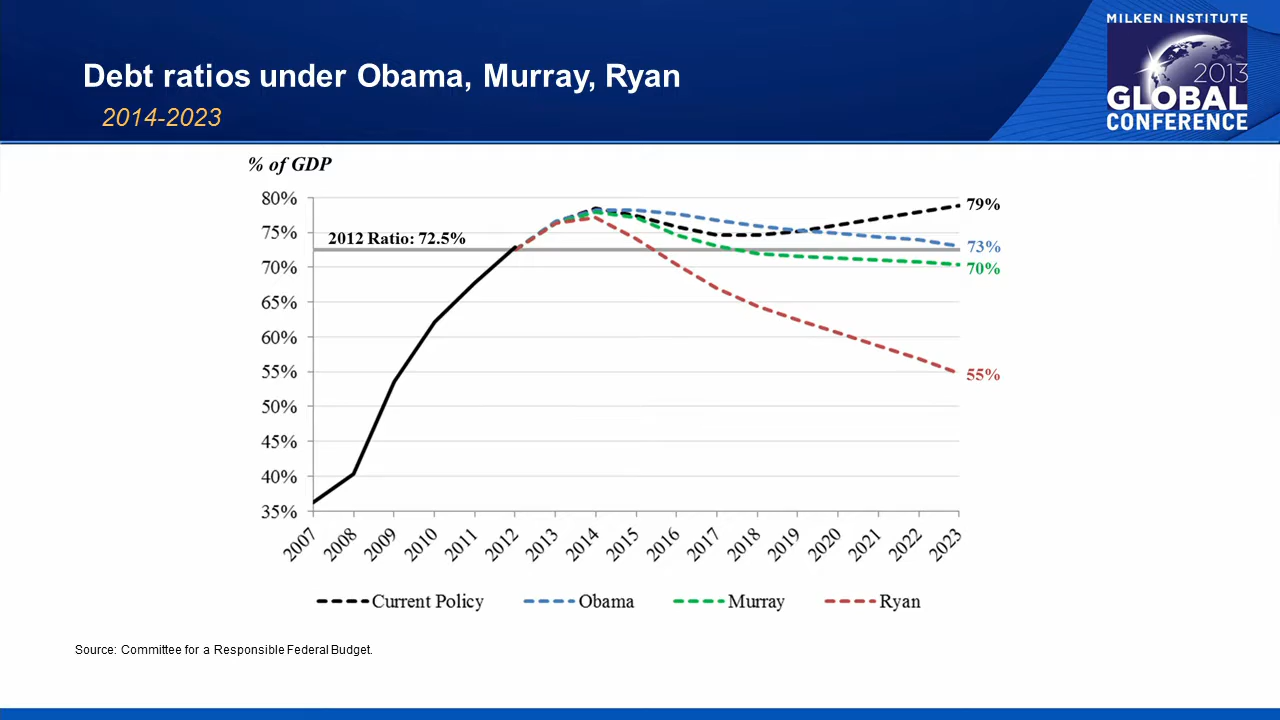 MILKEN INSTITUTE
2013
GLOBAL
CONFERENCE
Debt ratios under Obama, Murray, Ryan
2014-2023
% of GDP
80%
75%
70%
65%
60%
55%
50%
45%
40%
35%
2012 Ratio: 72.5%
79%
73%
70%
55%
2007 2008 2009 2010 2011 2012 2013 2014 2015 2016 2017 2018 2019 2020 2021 2022 2023
Current Policy Obama Murray Ryan
Source: Committee for a Responsible Federal Budget.